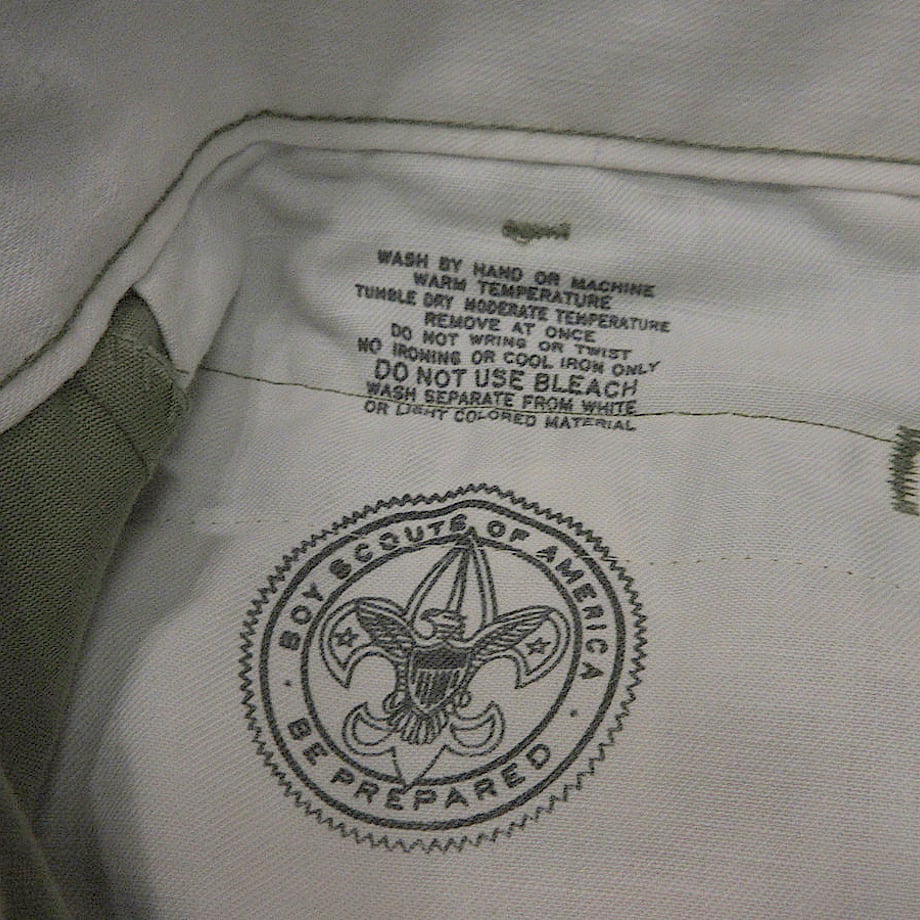 WASH BY HAND OR MACHINE
WARM TEMPERATURE
TUMBLE DRY MODERATE TEMPERATURE
REMOVE AT ONCE
DO NOT WRING OR TWIST
NO IRONING OR COOL IRON ONLY
DO NOT USE BLEACH
WASH SEPARATE FROM WHITE
OR LIGHT COLORED MATERIAL
BOY SCOUTS OF AMERICA
BE PREPARED